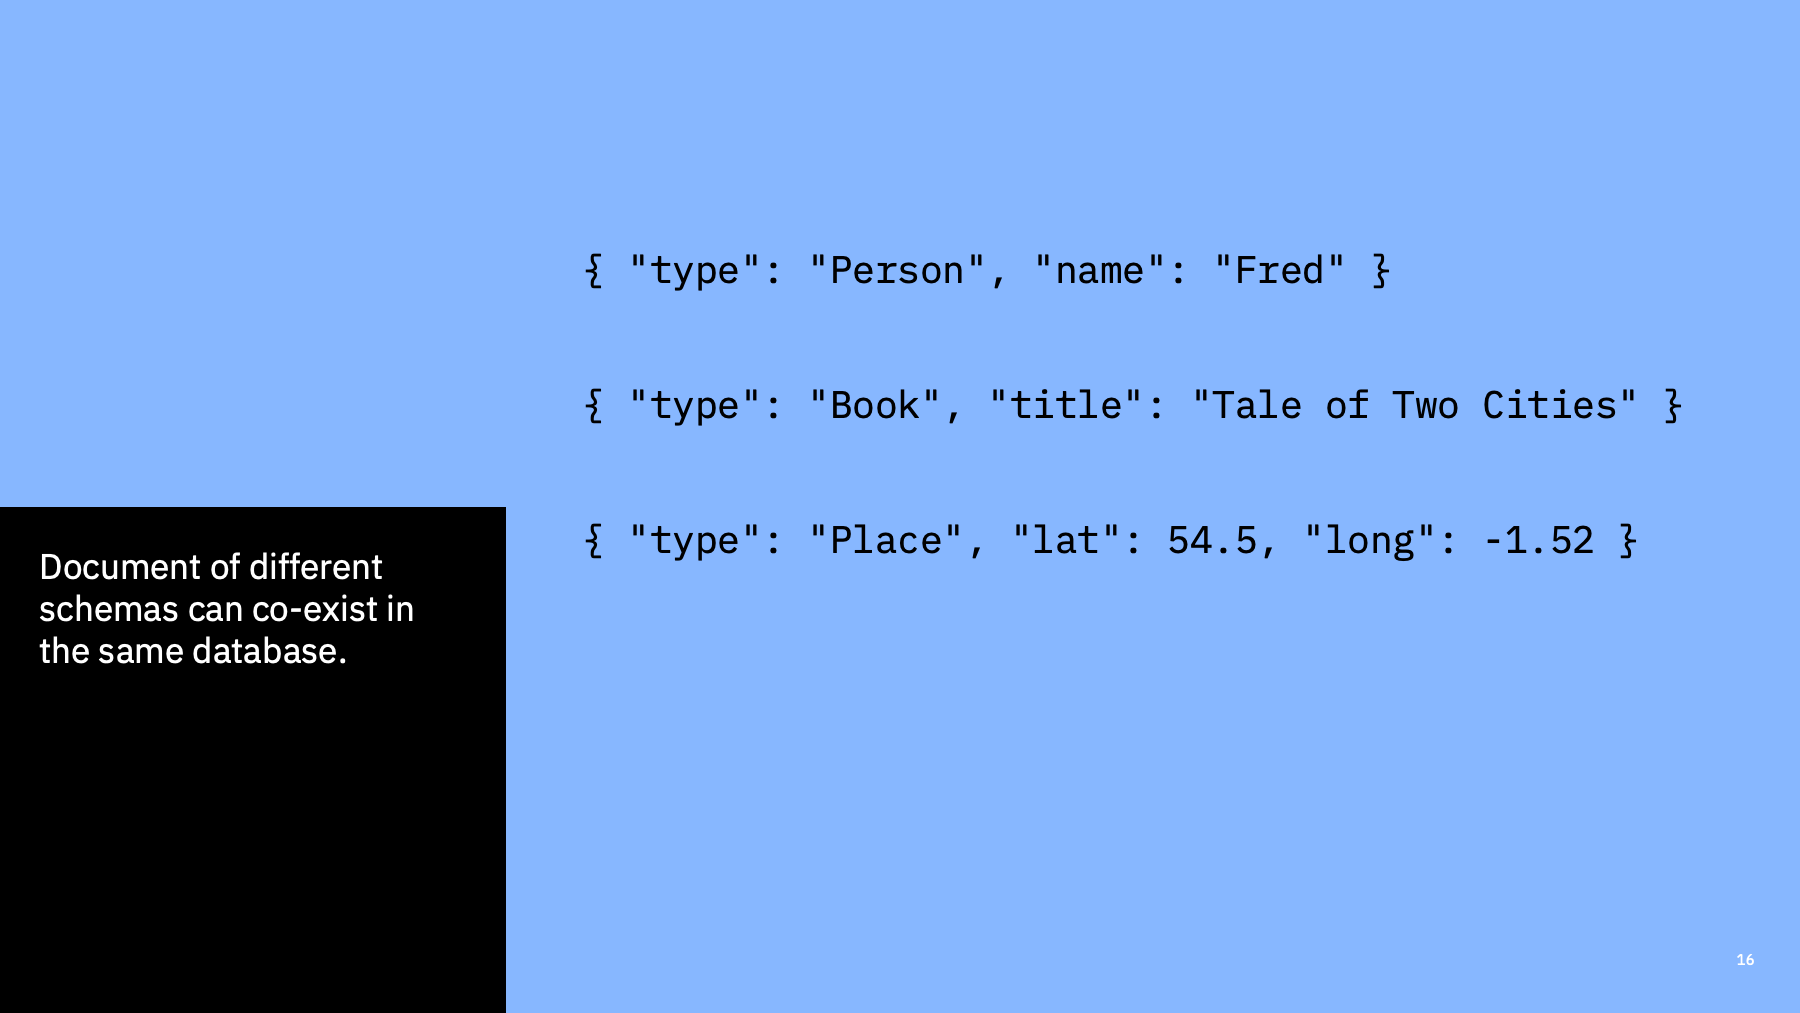 { "type": "Person", "name": "Fred" }
{ "type": "Book", "title": "Tale of Two Cities" }
{ "type": "Place", "lat": 54.5, "long": -1.52 }
Document of different
schemas can co-exist in
the same database.
16